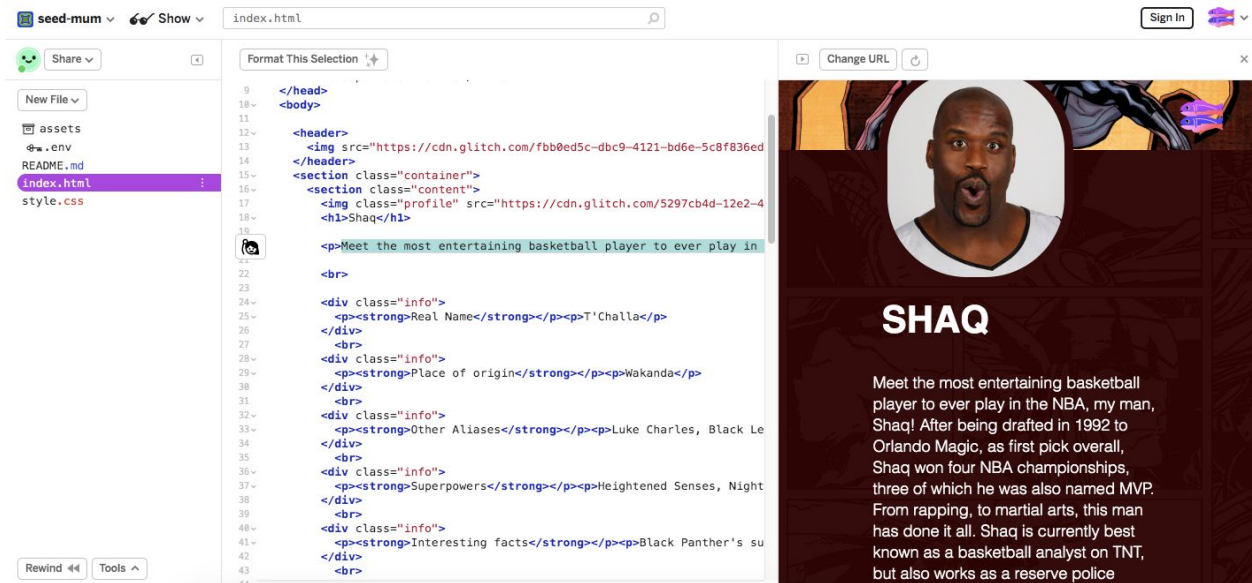 seed-mum
Show
index.html
Sign In
Share
Format This Selection
Change URL
New File
assets
.env
README.md
index.html
style.css
9 </head>
10 <body>
11
12 <header>
13 <img src="https://cdn.glitch.com/fbb0ed5c-dbc9-4121-bd6e-5c8f836ed
14 </header>
15 <section class="container">
16 <section class="content">
17 <img class="profile" src="https://cdn.glitch.com/5297cb4d-12e2-4
18 <h1>Shaq</h1>
19
<p>Meet the most entertaining basketball player to ever play in
22 <br>
23
24 <div class="info">
25 <p><strong>Real Name</strong></p><p>T'Challa</p>
26 </div>
27 <br>
28 <div class="info">
29 <p><strong>Place of origin</strong></p><p>Wakanda</p>
30 </div>
31 <br>
32 <div class="info">
33 <p><strong>Other Aliases</strong></p><p>Luke Charles, Black Le
34 </div>
35 <br>
36 <div class="info">
37 <p><strong>Superpowers</strong></p><p>Heightened Senses, Night
38 </div>
39 <br>
40 <div class="info">
41 <p><strong>Interesting facts</strong></p><p>Black Panther's su
42 </div>
43 <br>
Rewind
Tools
SHAQ
Meet the most entertaining basketball
player to ever play in the NBA, my man,
Shaq! After being drafted in 1992 to
Orlando Magic, as first pick overall,
Shaq won four NBA championships,
three of which he was also named MVP.
From rapping, to martial arts, this man
has done it all. Shaq is currently best
known as a basketball analyst on TNT,
but also works as a reserve police